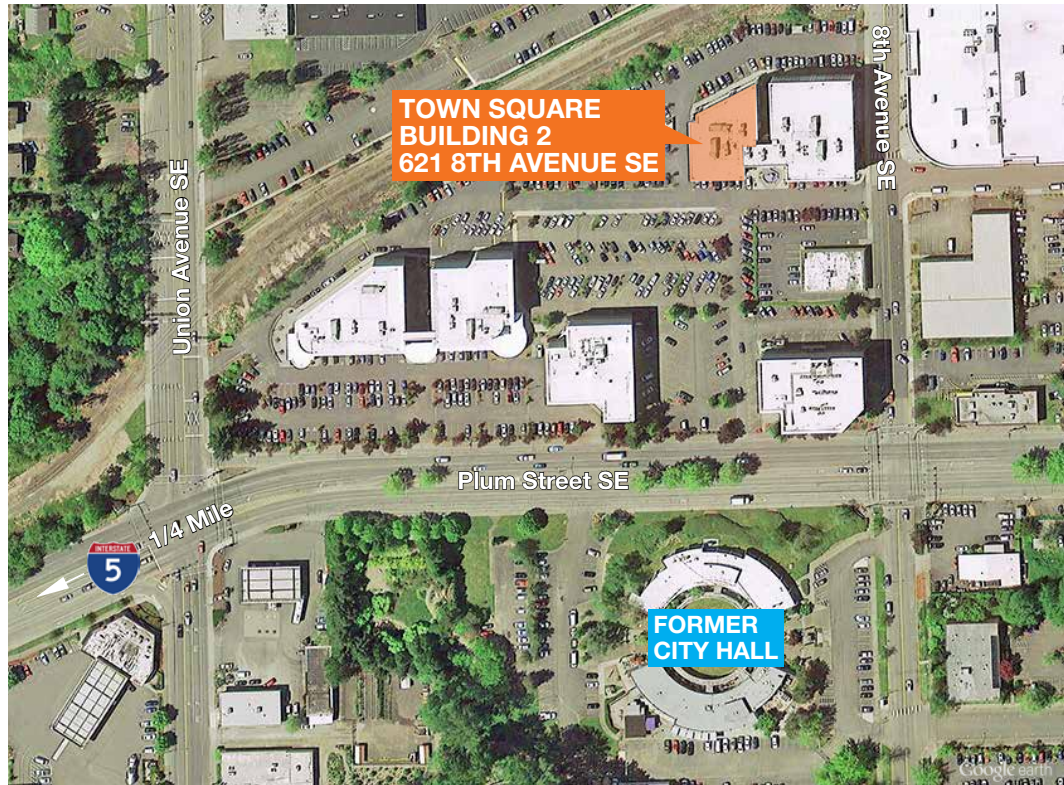 TOWN SQUARE
BUILDING 2
621 8TH AVENUE SE
8th Avenue SE
Union Avenue SE
Plum Street SE
1/4 Mile
INTERSTATE
5
FORMER
CITY HALL
Google earth